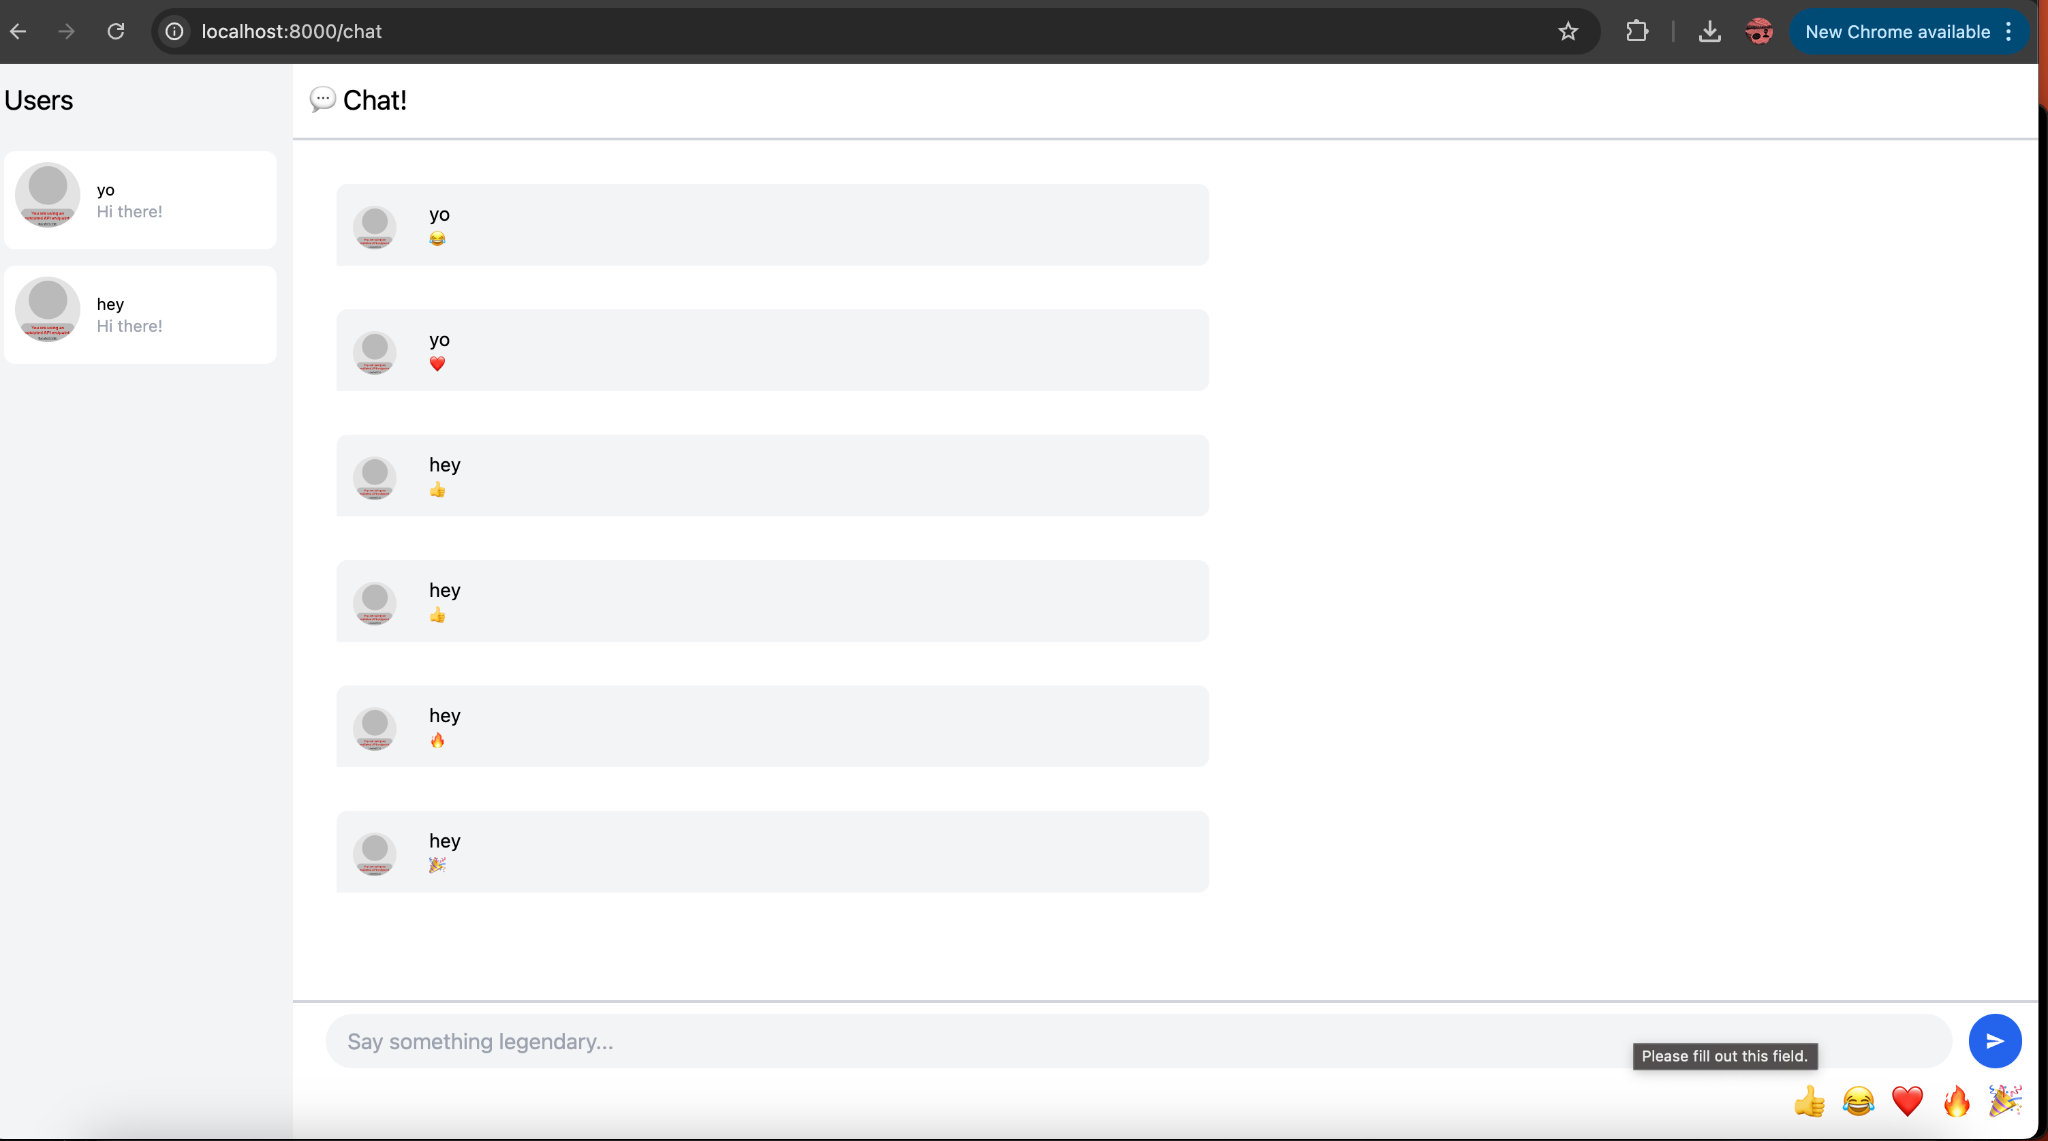 localhost:8000/chat
New Chrome available
Users
💬 Chat!
yo
Hi there!
hey
Hi there!
yo
😂
yo
❤️
hey
👍
hey
👍
hey
🔥
hey
🎉
Say something legendary...
Please fill out this field.
👍 😂 ❤️ 🔥 🎉